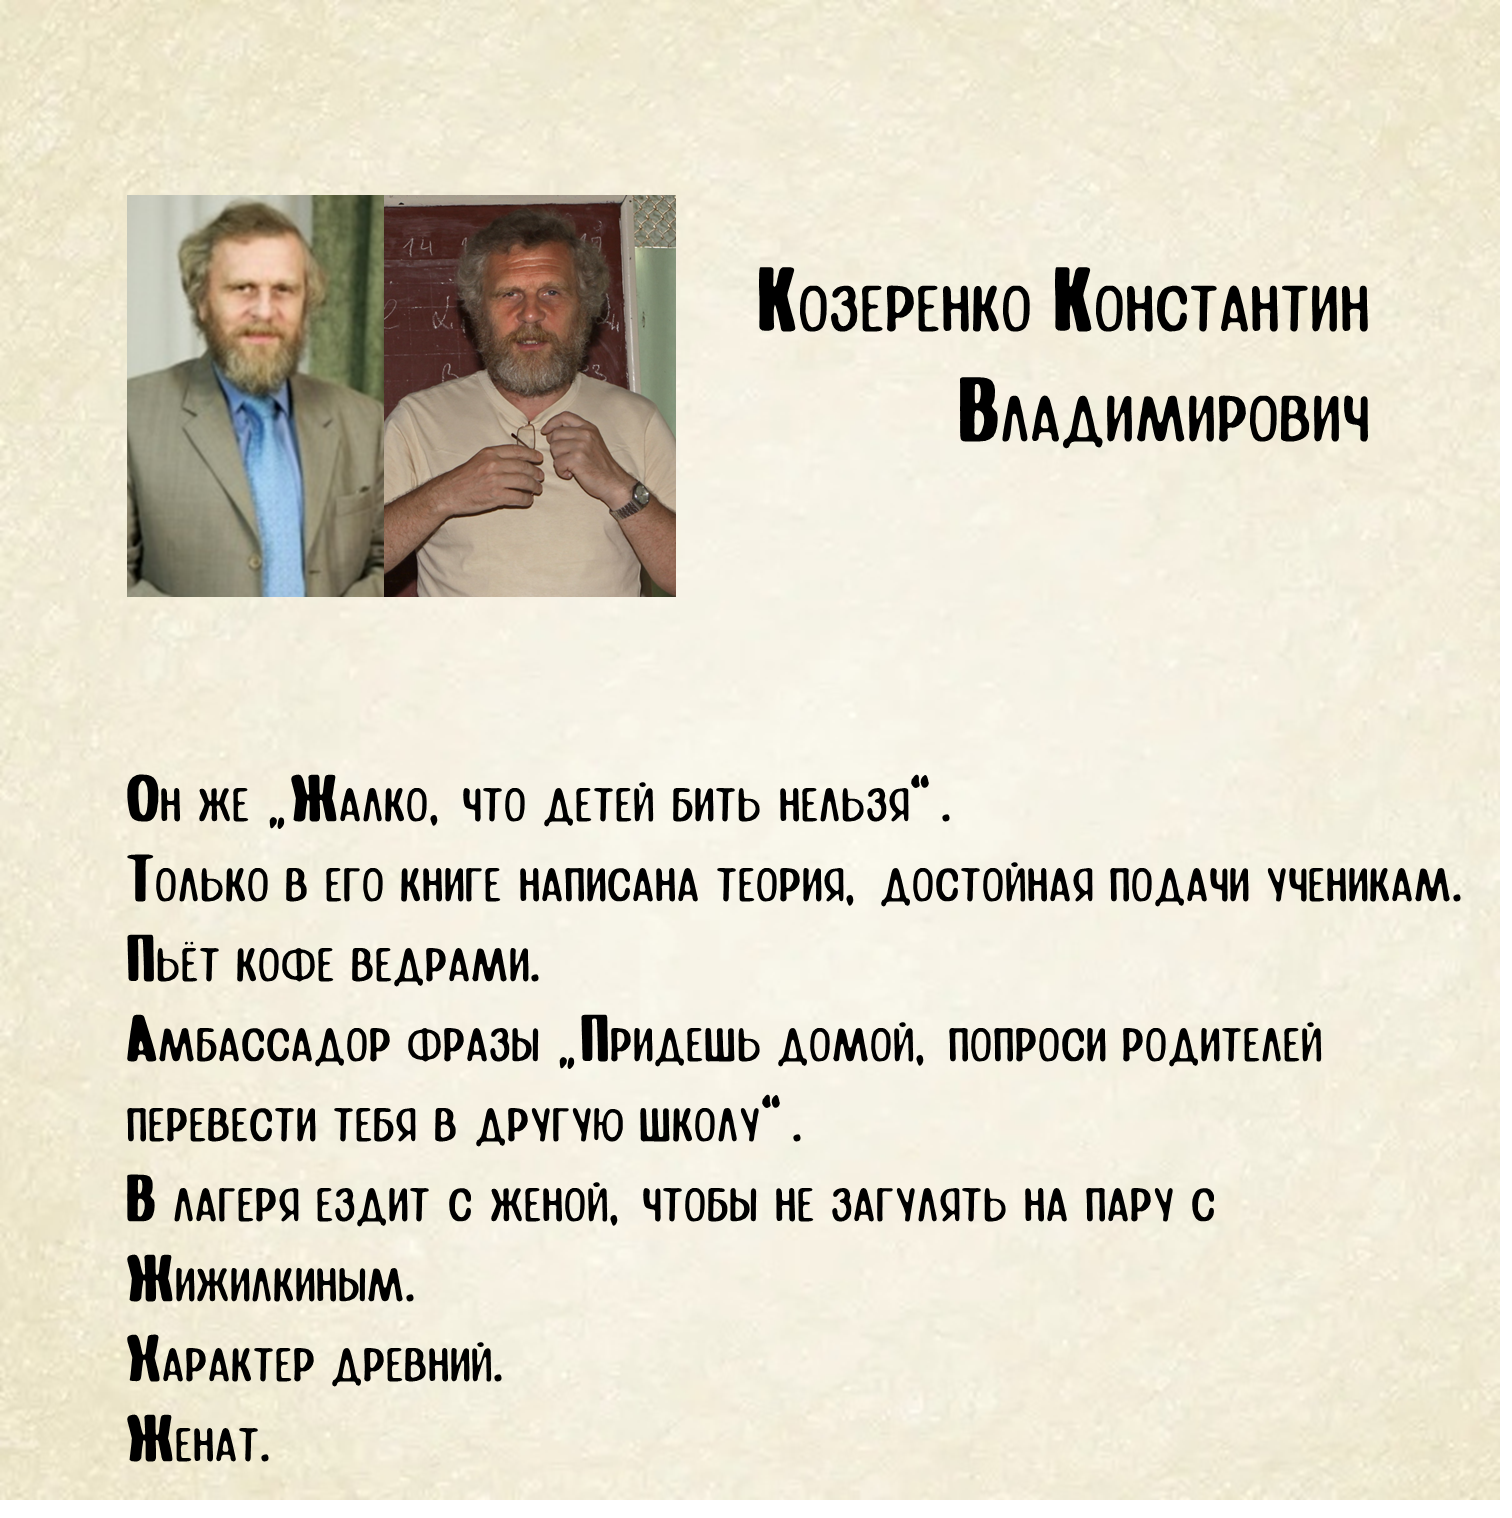 Козеренко Константин
Владимирович
14
Он же „Жалко, что детей бить нельзя“.
Только в его книге написана теория, достойная подачи ученикам.
Пьёт кофе ведрами.
Амбассадор фразы „Придешь домой, попроси родителей
перевести тебя в другую школу“.
В лагеря ездит с женой, чтобы не загулять на пару с
Жижилкиным.
Характер древний.
Женат.